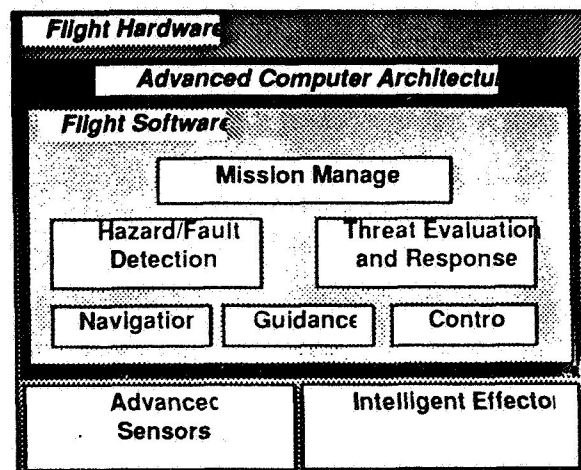 Flight Hardware
Advanced Computer Architectu
Flight Software
Mission Manage
Hazard/Fault
Detection
Threat Evaluation
and Response
Navigatior
Guidance
Contro
Advancec
Sensors
Intelligent Effector